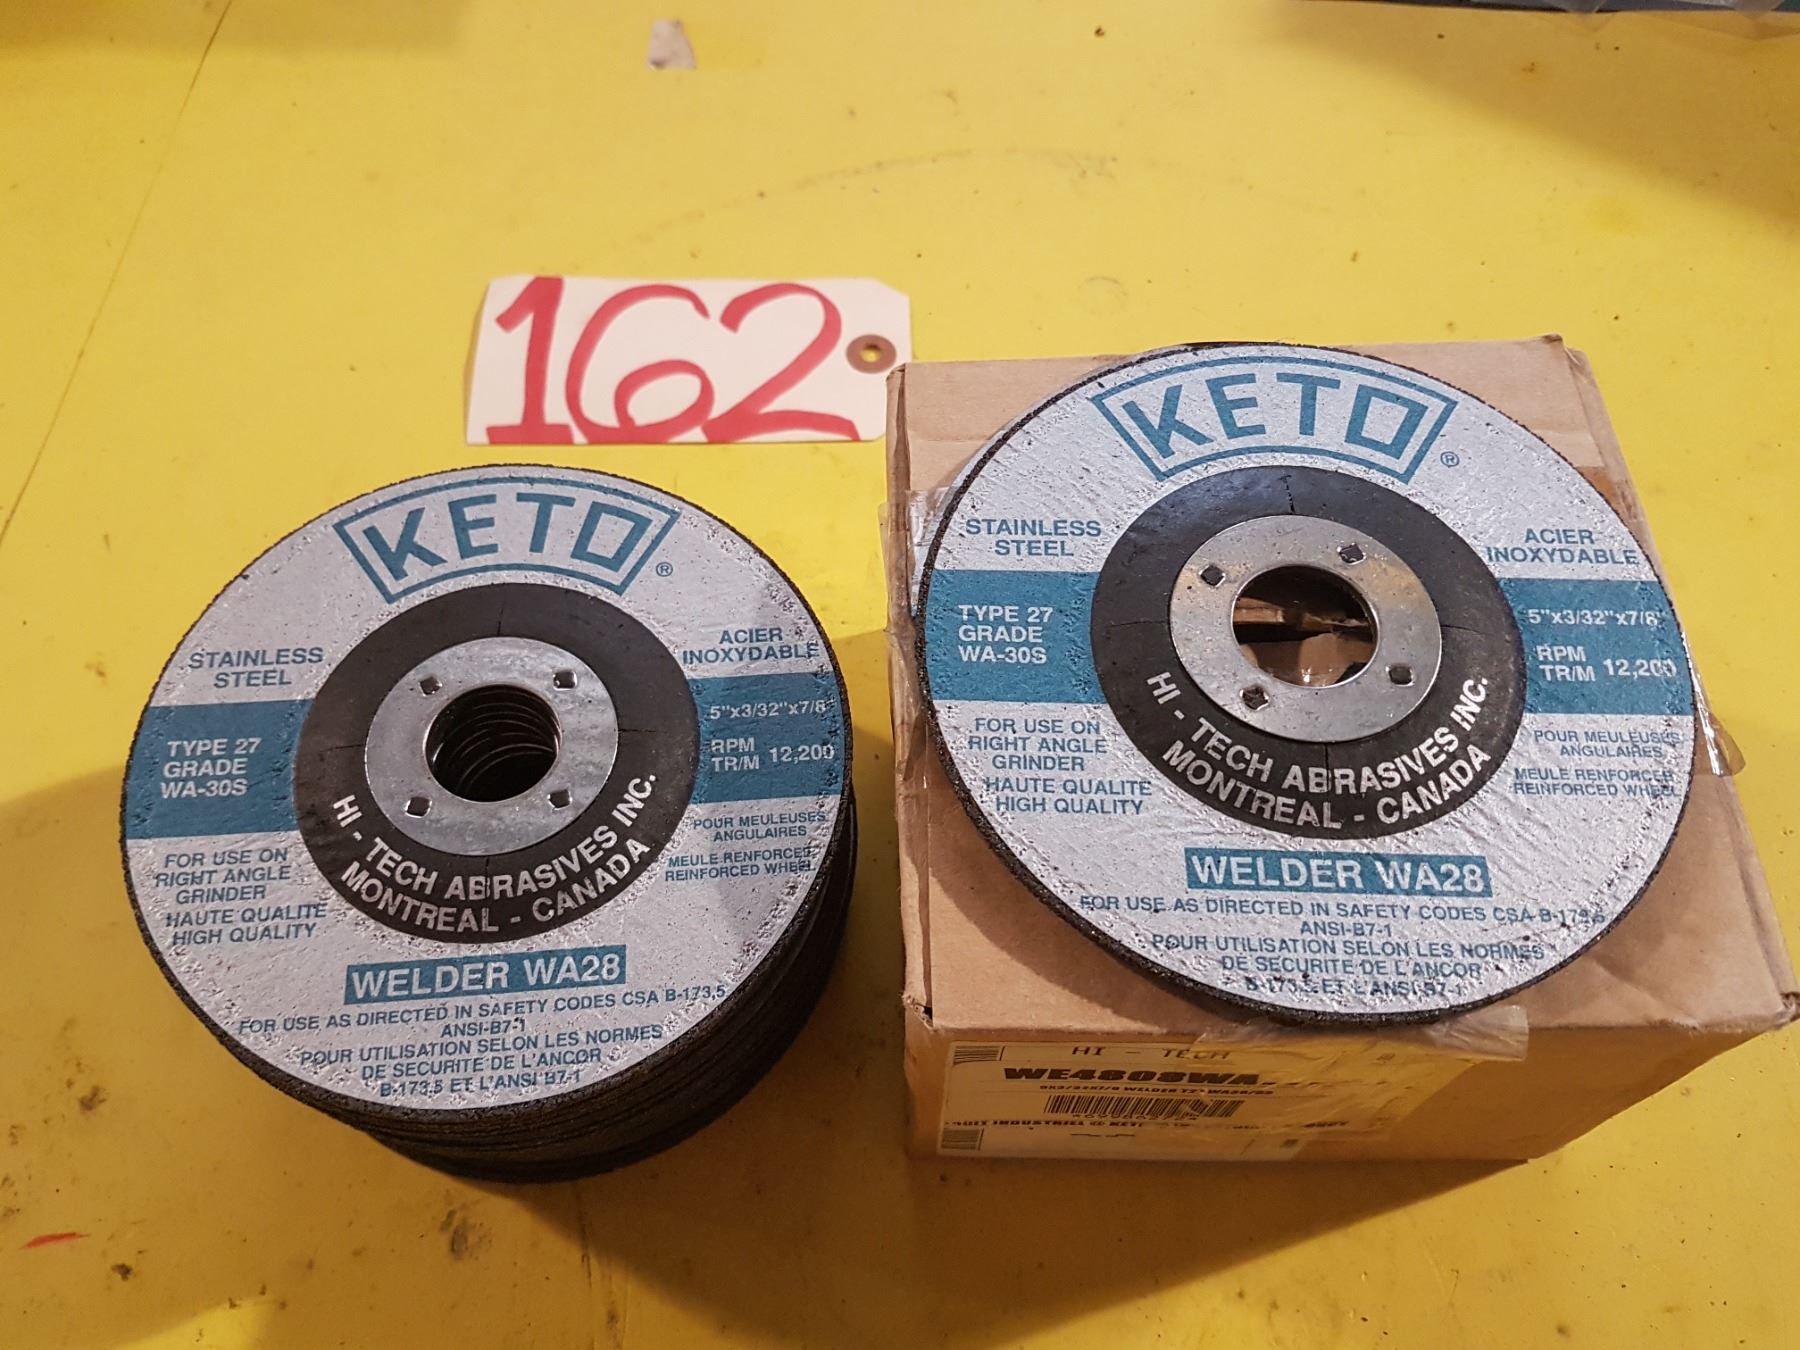 162
KETO ®
STAINLESS
STEEL
ACIER
INOXYDABLE
TYPE 27
GRADE
WA-30S
5"x3/32"x7/8"
RPM
TR/M 12,200
FOR USE ON
RIGHT ANGLE
GRINDER
HAUTE QUALITE
HIGH QUALITY
POUR MEULEUSES
ANGULAIRES
MEULE RENFORCEE
REINFORCED WHEEL
HI - TECH ABRASIVES INC.
MONTREAL - CANADA
WELDER WA28
FOR USE AS DIRECTED IN SAFETY CODES CSA B-173,5
ANSI-B7-1
POUR UTILISATION SELON LES NORMES
DE SECURITE DE L'ANCOR
B-173,5 ET L'ANSI B7-1
KETO ®
STAINLESS
STEEL
ACIER
INOXYDABLE
TYPE 27
GRADE
WA-30S
5"x3/32"x7/8"
RPM
TR/M 12,200
FOR USE ON
RIGHT ANGLE
GRINDER
HAUTE QUALITE
HIGH QUALITY
POUR MEULEUSES
ANGULAIRES
MEULE RENFORCEE
REINFORCED WHEEL
HI - TECH ABRASIVES INC.
MONTREAL - CANADA
WELDER WA28
FOR USE AS DIRECTED IN SAFETY CODES CSA B-173,5
ANSI-B7-1
POUR UTILISATION SELON LES NORMES
DE SECURITE DE L'ANCOR
B-173,5 ET L'ANSI-B7-1
HI - TECH
WE4808WA
5X3/32X7/8 WELDER
INDUSTRIEL